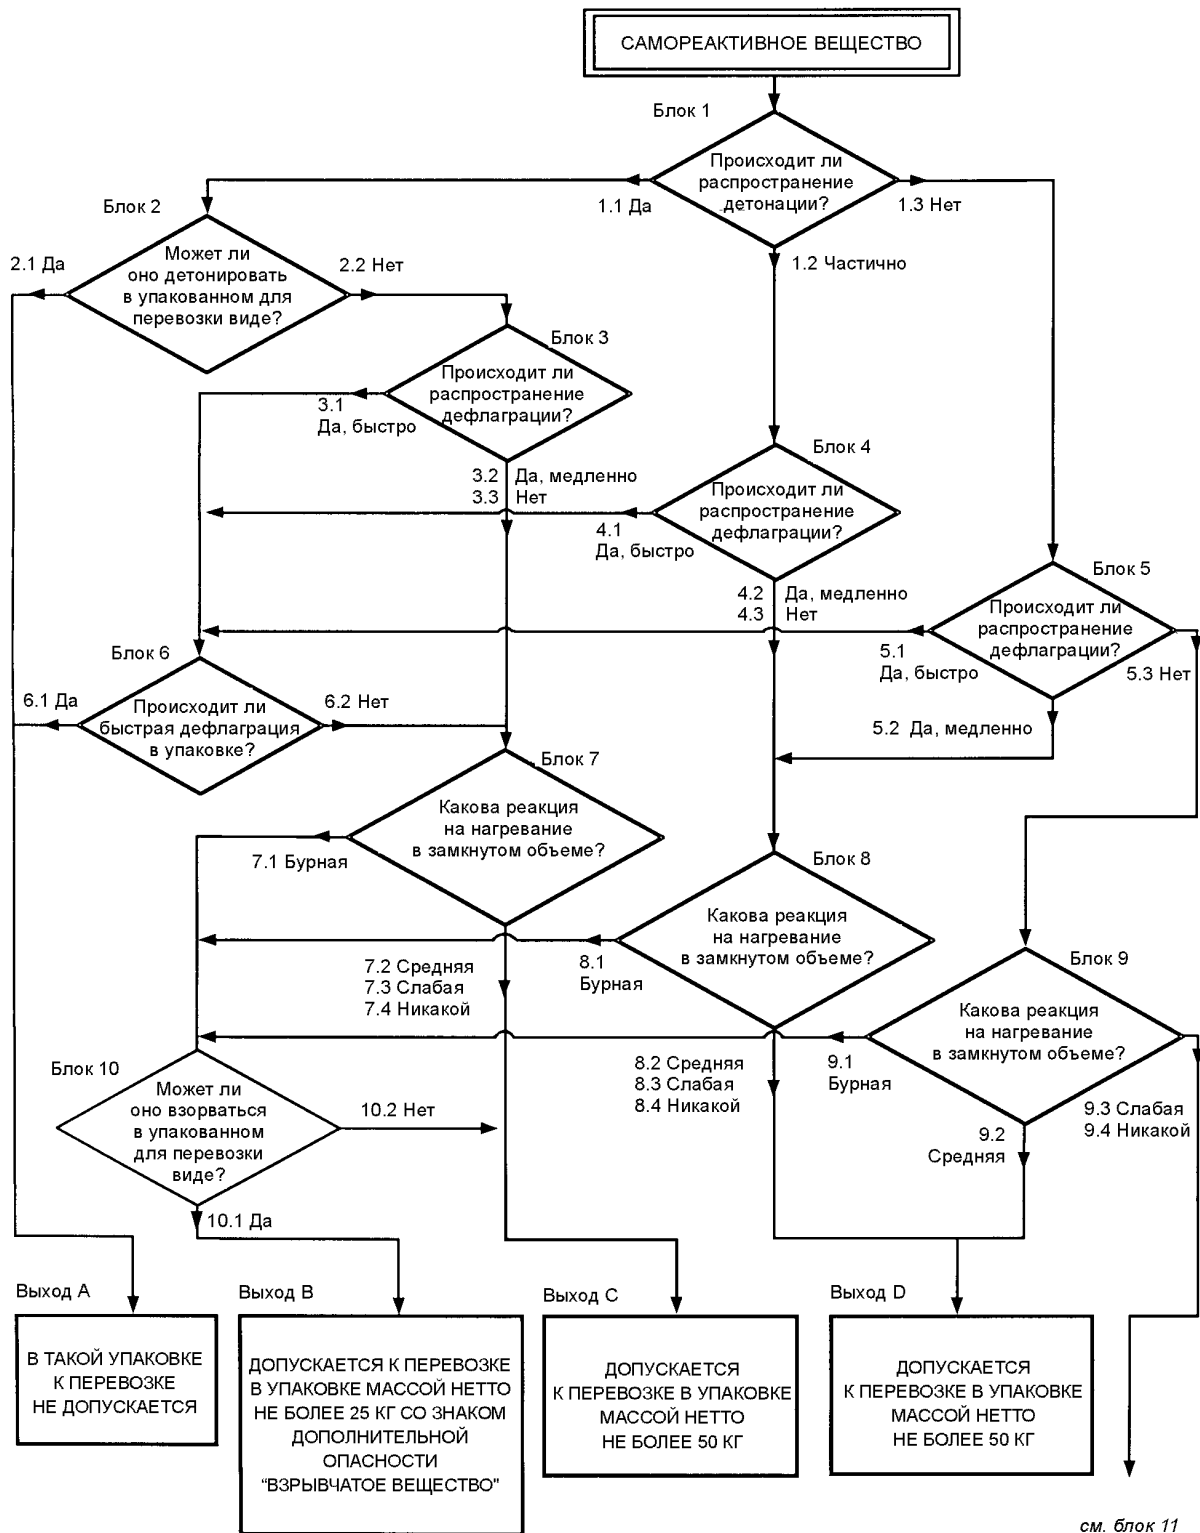 САМОРЕАКТИВНОЕ ВЕЩЕСТВО
Блок 1
Происходит ли
распространение
детонации?
1.1 Да
1.3 Нет
1.2 Частично
Блок 2
Может ли
оно детонировать
в упакованном для
перевозки виде?
2.1 Да
2.2 Нет
Блок 3
Происходит ли
распространение
дефлаграции?
3.1
Да, быстро
3.2 Да, медленно
3.3 Нет
Блок 4
Происходит ли
распространение
дефлаграции?
4.1
Да, быстро
4.2 Да, медленно
4.3 Нет
Блок 5
Происходит ли
распространение
дефлаграции?
5.1
Да, быстро
5.3 Нет
5.2 Да, медленно
Блок 6
Происходит ли
быстрая дефлаграция
в упаковке?
6.1 Да
6.2 Нет
Блок 7
Какова реакция
на нагревание
в замкнутом объеме?
7.1 Бурная
7.2 Средняя
7.3 Слабая
7.4 Никакой
Блок 8
Какова реакция
на нагревание
в замкнутом объеме?
8.1
Бурная
8.2 Средняя
8.3 Слабая
8.4 Никакой
Блок 9
Какова реакция
на нагревание
в замкнутом объеме?
9.1
Бурная
9.2
Средняя
9.3 Слабая
9.4 Никакой
Блок 10
Может ли
оно взорваться
в упакованном
для перевозки
виде?
10.2 Нет
10.1 Да
Выход A
В ТАКОЙ УПАКОВКЕ
К ПЕРЕВОЗКЕ
НЕ ДОПУСКАЕТСЯ
Выход B
ДОПУСКАЕТСЯ К ПЕРЕВОЗКЕ
В УПАКОВКЕ МАССОЙ НЕТТО
НЕ БОЛЕЕ 25 КГ СО ЗНАКОМ
ДОПОЛНИТЕЛЬНОЙ
ОПАСНОСТИ
“ВЗРЫВЧАТОЕ ВЕЩЕСТВО"
Выход C
ДОПУСКАЕТСЯ
К ПЕРЕВОЗКЕ В УПАКОВКЕ
МАССОЙ НЕТТО
НЕ БОЛЕЕ 50 КГ
Выход D
ДОПУСКАЕТСЯ
К ПЕРЕВОЗКЕ В УПАКОВКЕ
МАССОЙ НЕТТО
НЕ БОЛЕЕ 50 КГ
см. блок 11